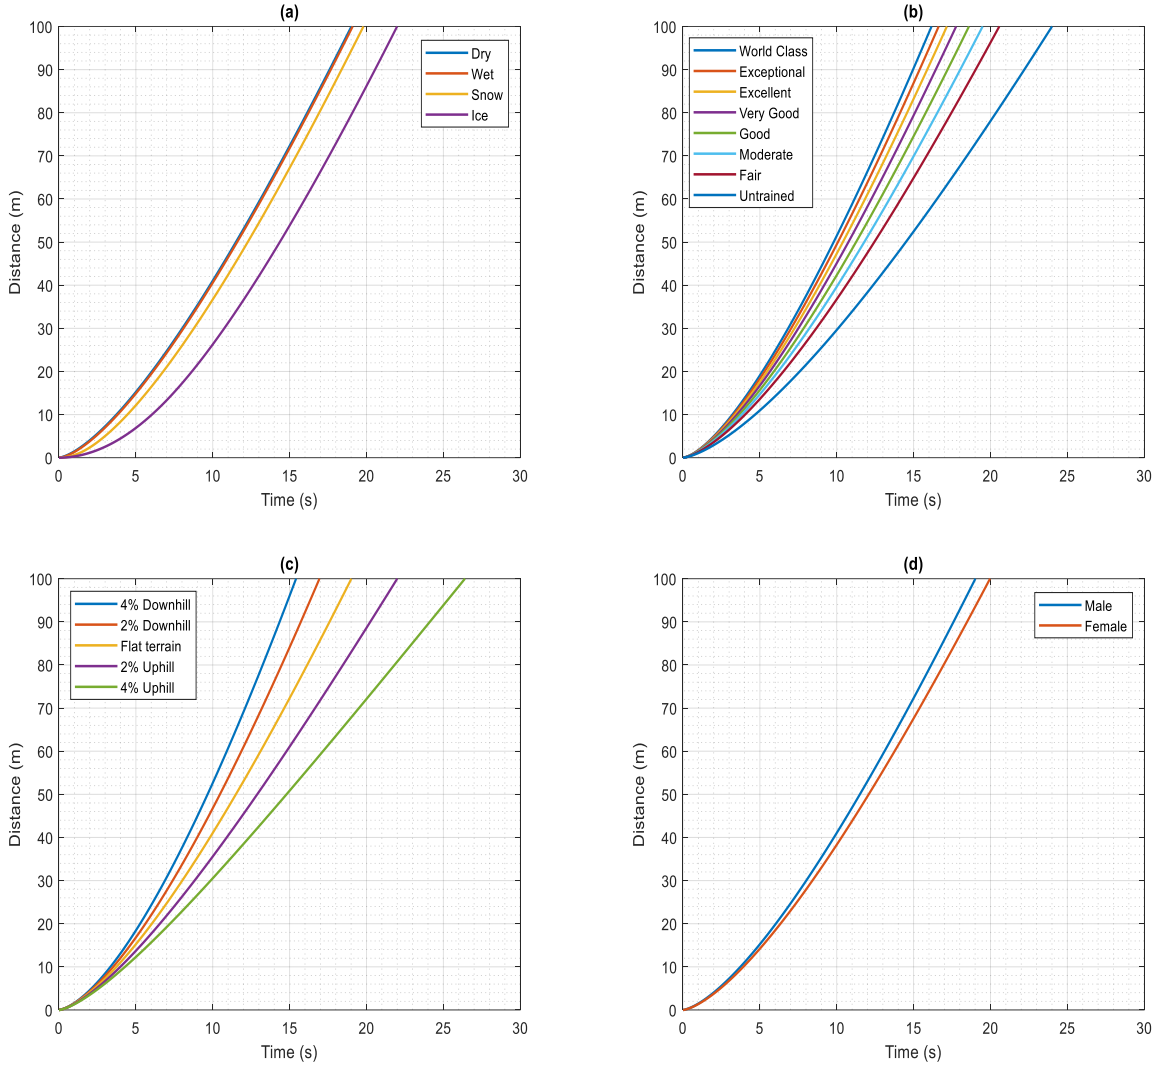 (a)
100
90
80
70
60
50
40
30
20
10
0
Distance (m)
Dry
Wet
Snow
Ice
0 5 10 15 20 25 30
Time (s)
(b)
100
90
80
70
60
50
40
30
20
10
0
Distance (m)
World Class
Exceptional
Excellent
Very Good
Good
Moderate
Fair
Untrained
0 5 10 15 20 25 30
Time (s)
(c)
100
90
80
70
60
50
40
30
20
10
0
Distance (m)
4% Downhill
2% Downhill
Flat terrain
2% Uphill
4% Uphill
0 5 10 15 20 25 30
Time (s)
(d)
100
90
80
70
60
50
40
30
20
10
0
Distance (m)
Male
Female
0 5 10 15 20 25 30
Time (s)